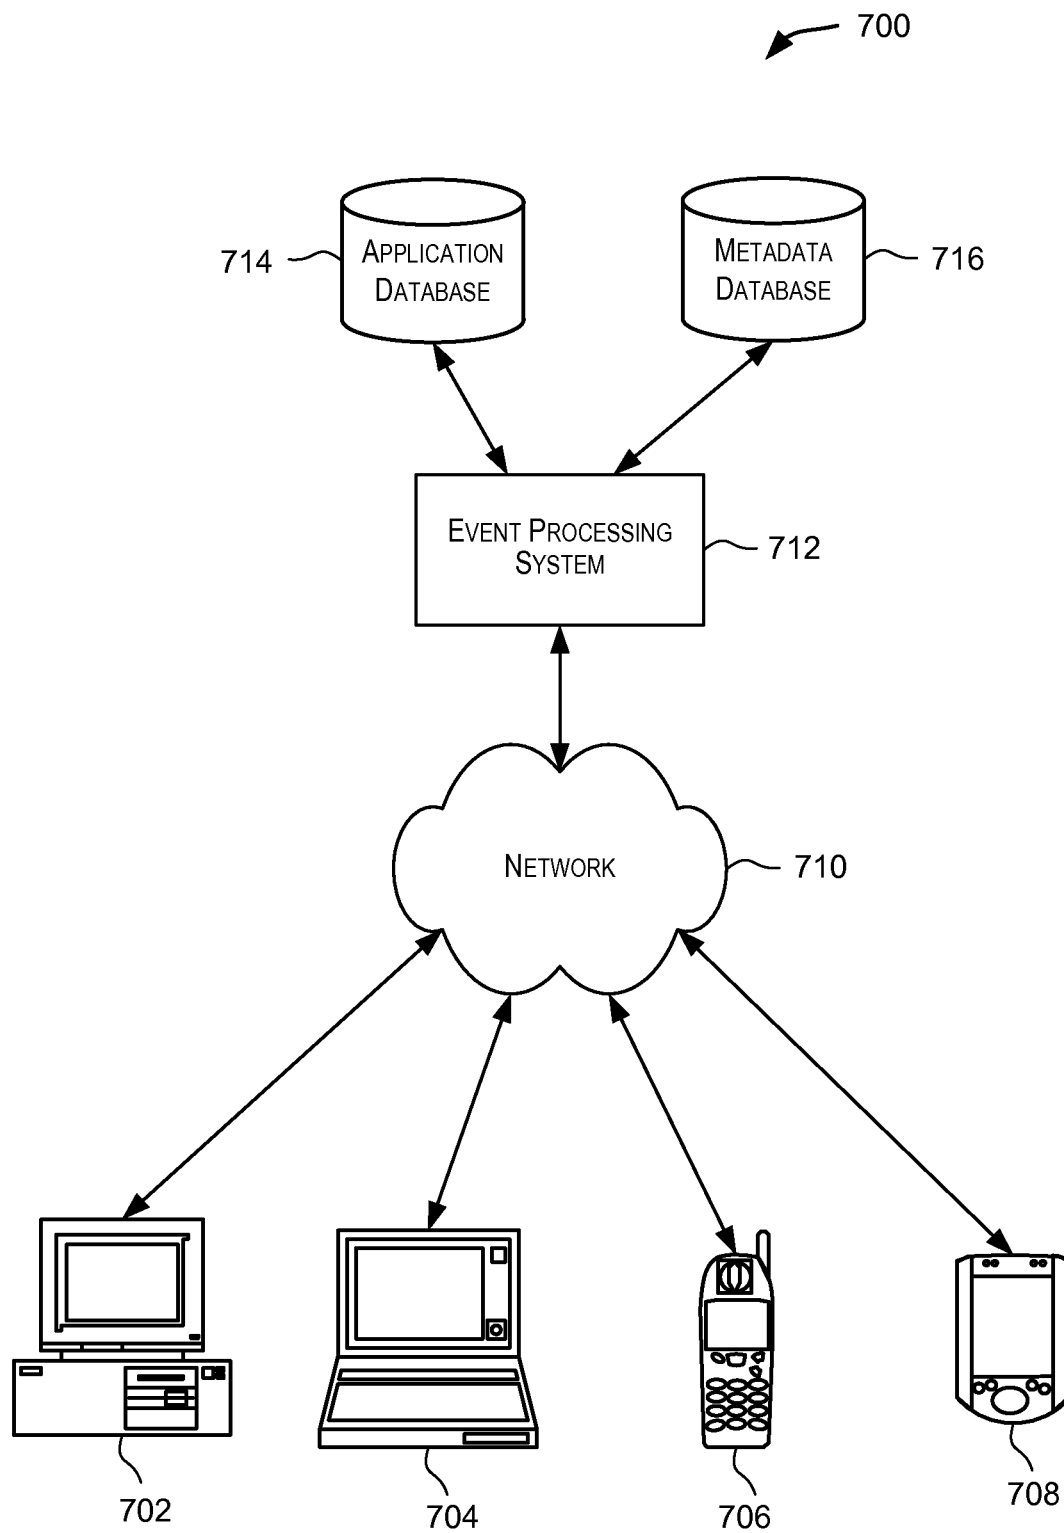 700
APPLICATION
DATABASE
714
METADATA
DATABASE
716
EVENT PROCESSING
SYSTEM
712
NETWORK
710
702
704
706
708